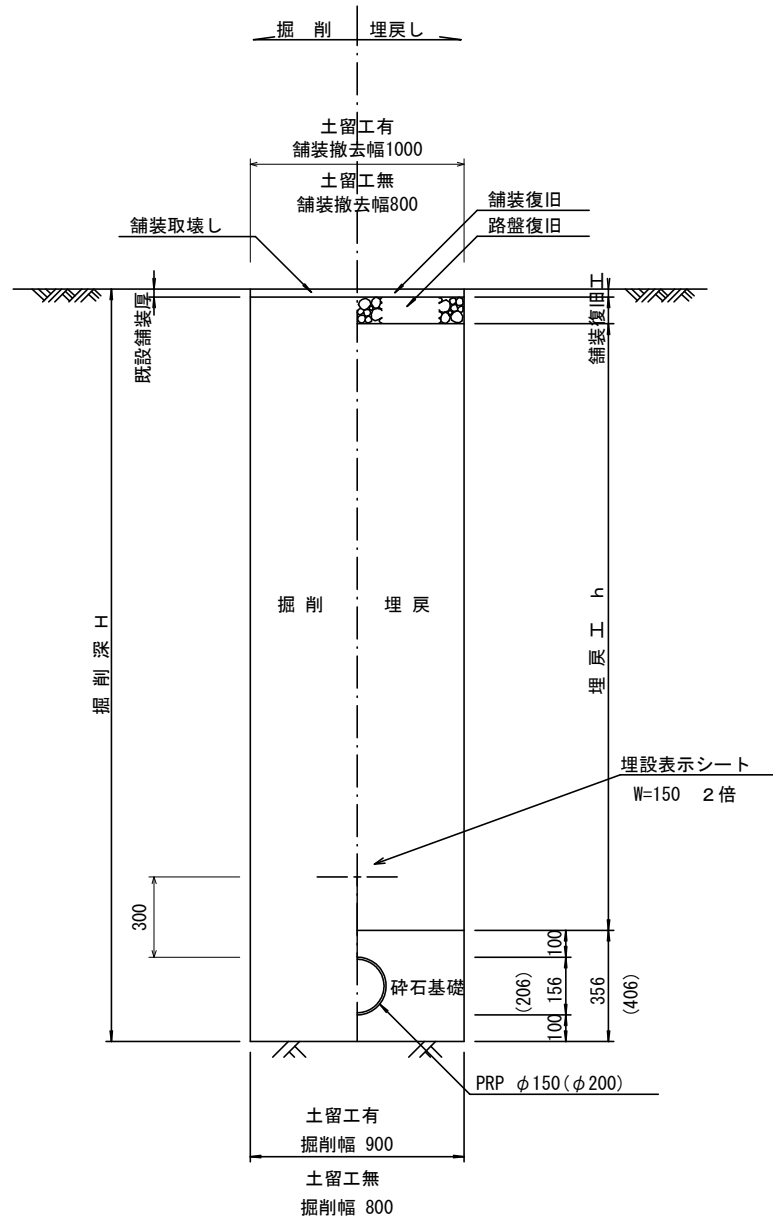 掘 削 埋戻し
土留工有
舗装撤去幅1000
土留工無
舗装撤去幅800
舗装取壊し
舗装復旧
路盤復旧
既設舗装厚
舗装復旧工
掘 削
埋 戻
掘 削 深 H
埋 戻 工 h
埋設表示シート
W=150 2倍
300
砕石基礎
100
156
(206)
100
356
(406)
PRP φ150(φ200)
土留工有
掘削幅 900
土留工無
掘削幅 800